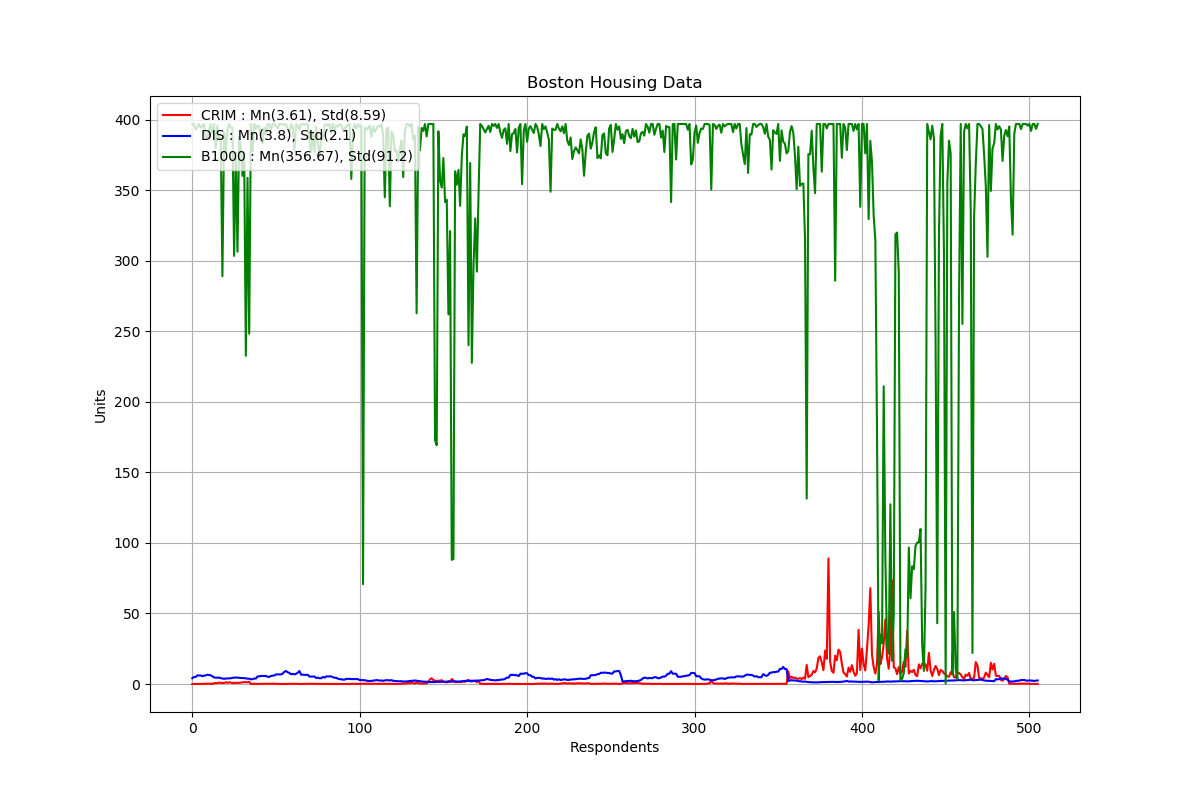 Boston Housing Data
CRIM : Mn(3.61), Std(8.59)
DIS : Mn(3.8), Std(2.1)
B1000 : Mn(356.67), Std(91.2)
400
350
300
250
200
150
100
50
0
Units
0 100 200 300 400 500
Respondents